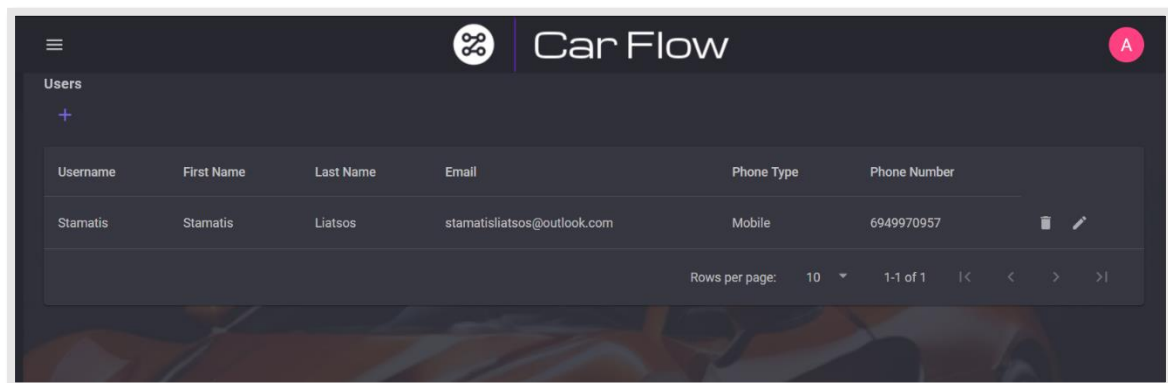 Car Flow
A
Users
+
Username First Name Last Name Email Phone Type Phone Number
Stamatis Stamatis Liatsos stamatisliatsos@outlook.com Mobile 6949970957
Rows per page: 10 1-1 of 1